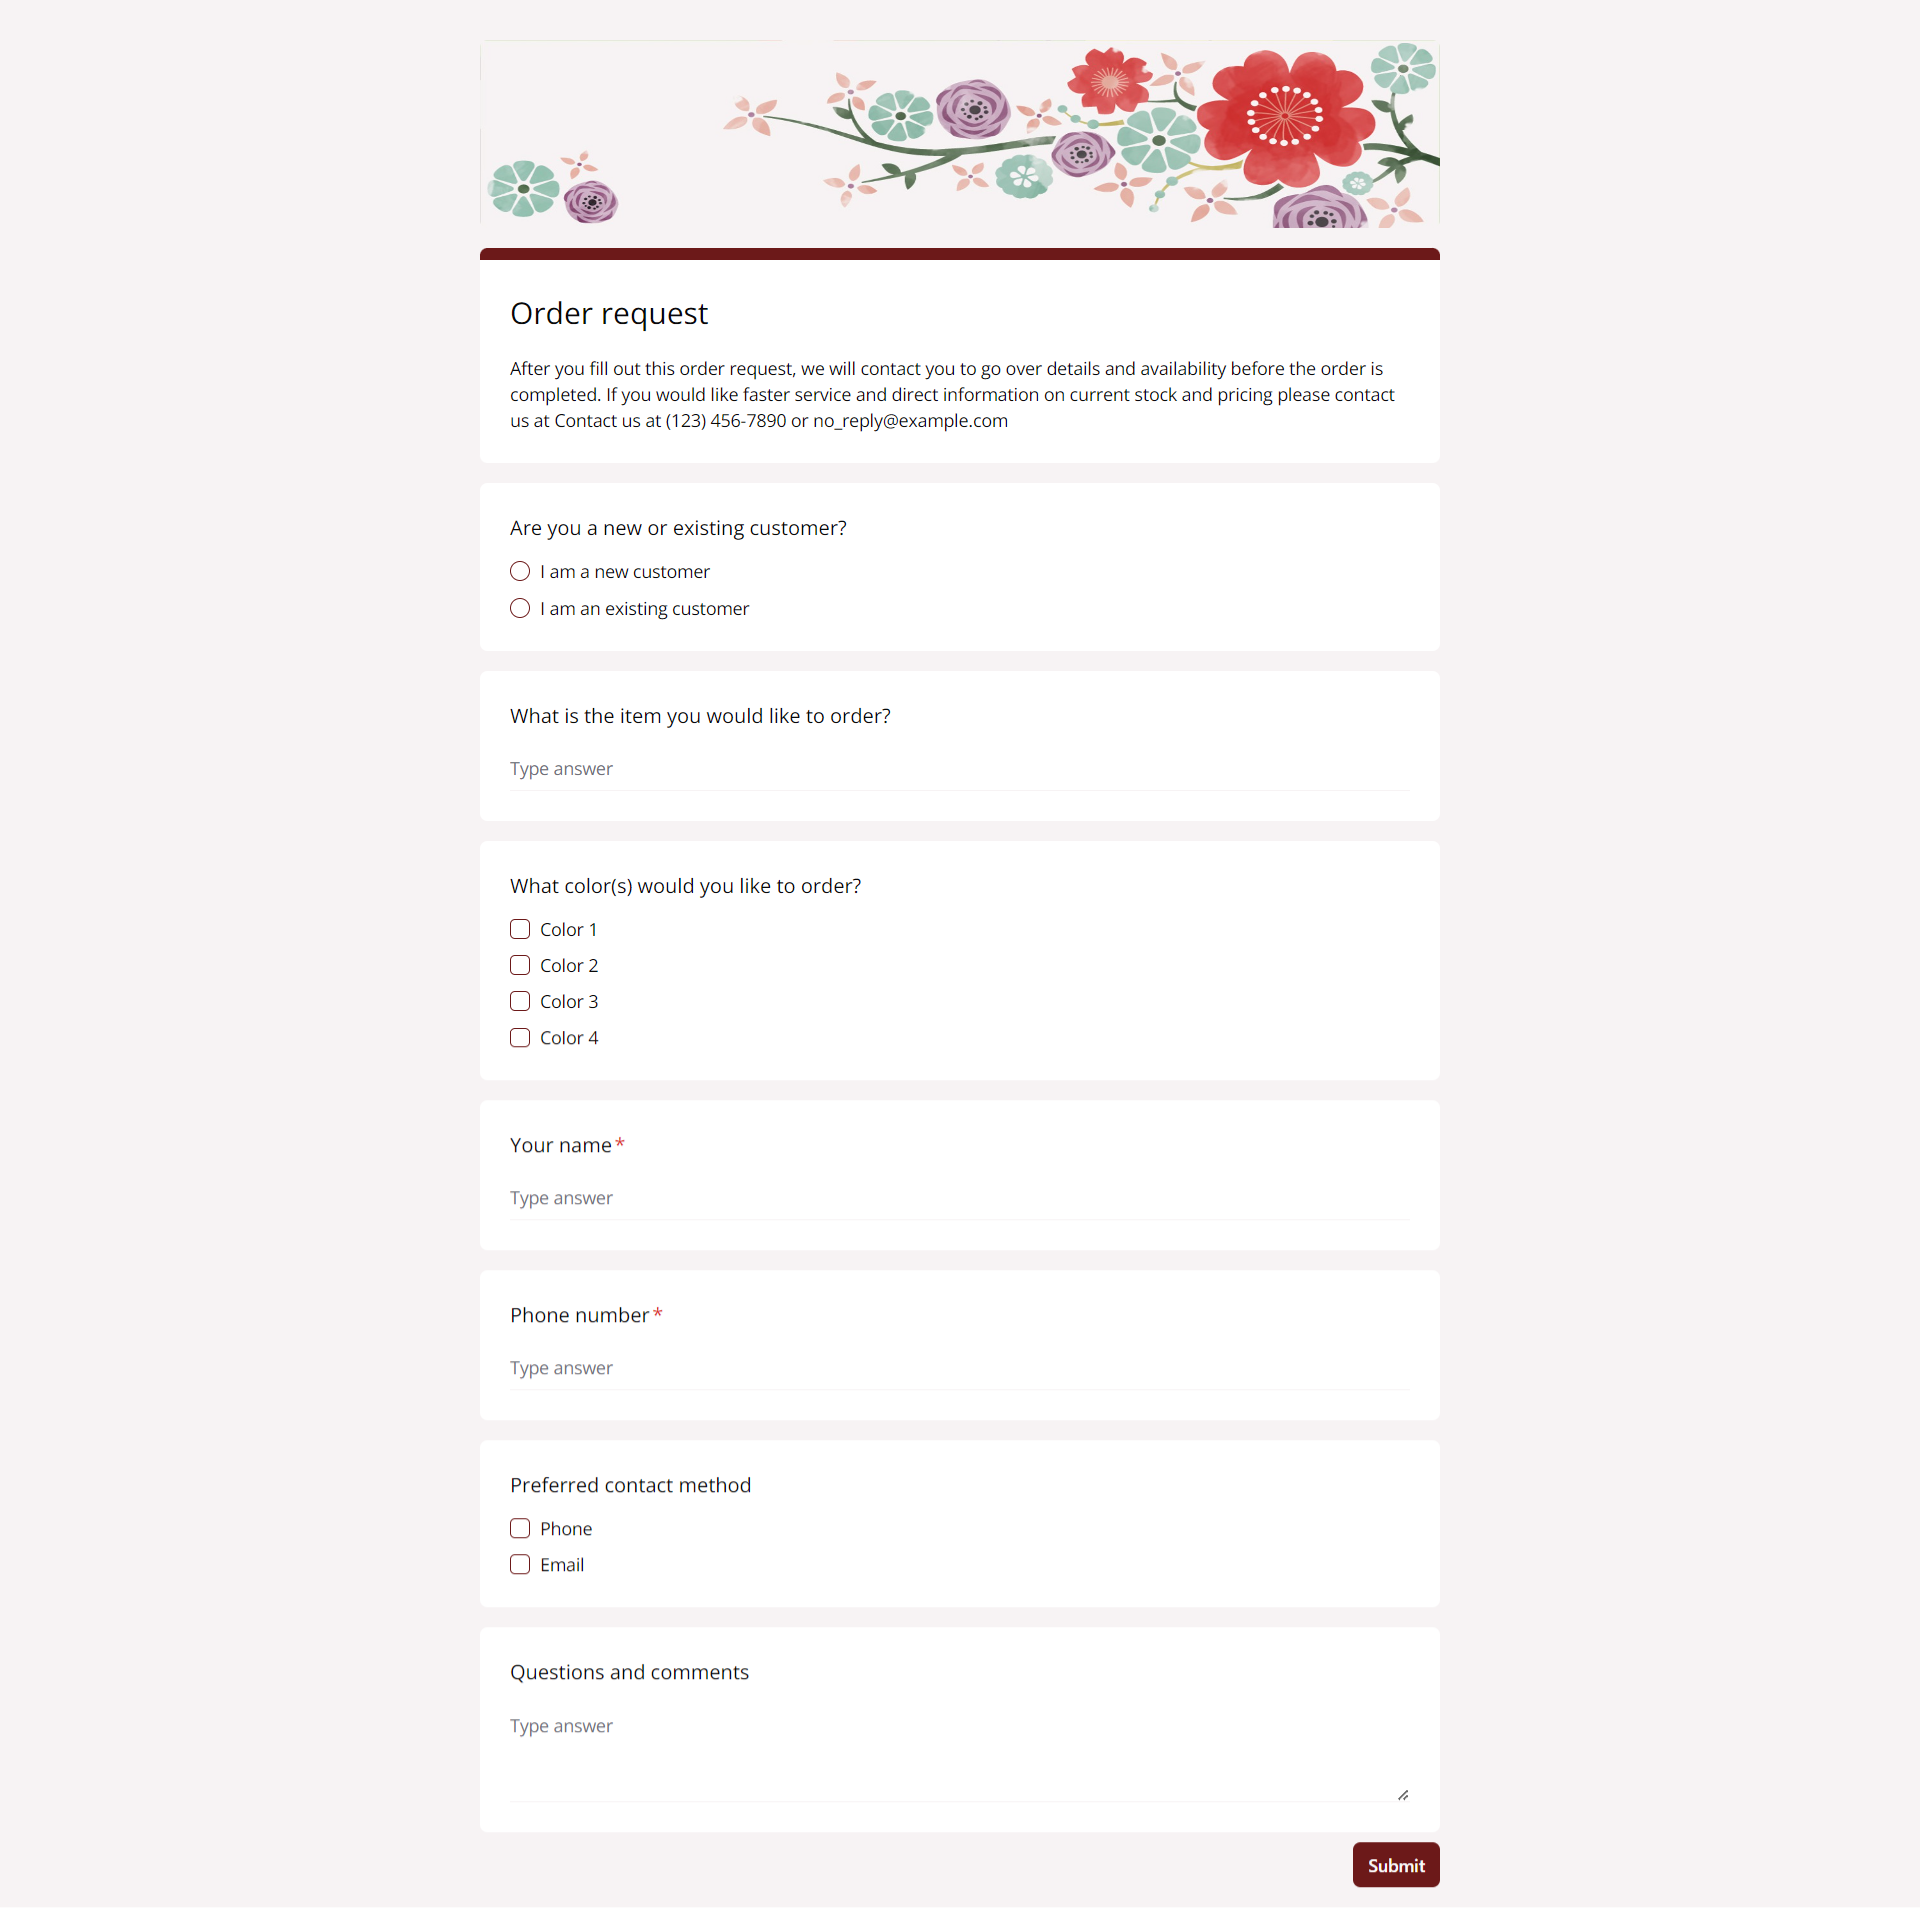 Order request
After you fill out this order request, we will contact you to go over details and availability before the order is
completed. If you would like faster service and direct information on current stock and pricing please contact
us at Contact us at (123) 456-7890 or no_reply@example.com
Are you a new or existing customer?
I am a new customer
I am an existing customer
What is the item you would like to order?
Type answer
What color(s) would you like to order?
Color 1
Color 2
Color 3
Color 4
Your name *
Type answer
Phone number *
Type answer
Preferred contact method
Phone
Email
Questions and comments
Type answer
Submit